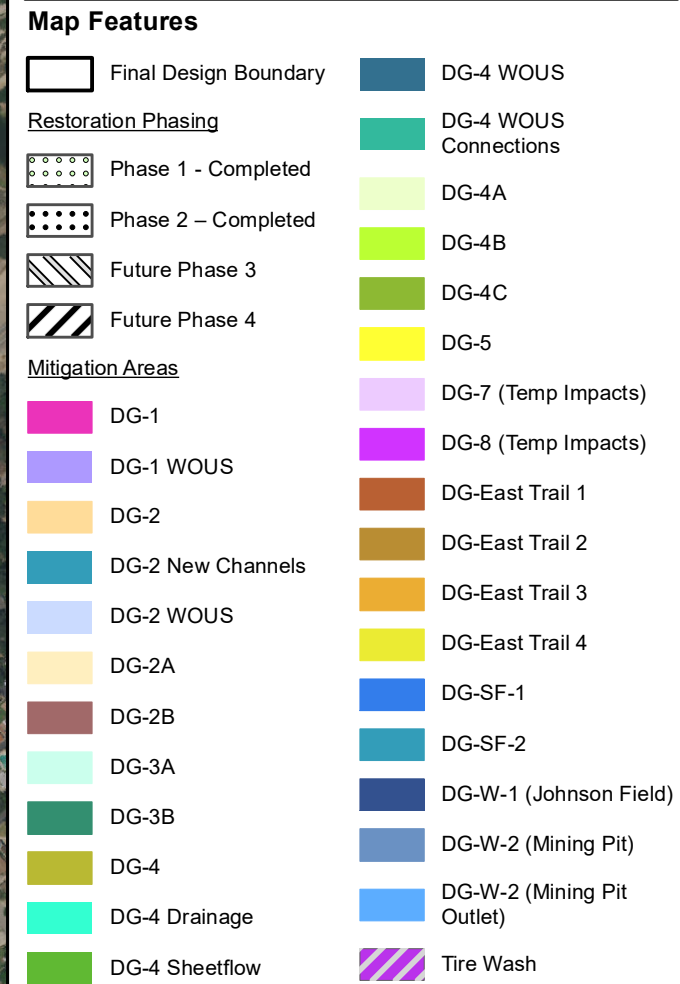 Map Features
Final Design Boundary
Restoration Phasing
Phase 1 - Completed
Phase 2 – Completed
Future Phase 3
Future Phase 4
Mitigation Areas
DG-1
DG-1 WOUS
DG-2
DG-2 New Channels
DG-2 WOUS
DG-2A
DG-2B
DG-3A
DG-3B
DG-4
DG-4 Drainage
DG-4 Sheetflow
DG-4 WOUS
DG-4 WOUS
Connections
DG-4A
DG-4B
DG-4C
DG-5
DG-7 (Temp Impacts)
DG-8 (Temp Impacts)
DG-East Trail 1
DG-East Trail 2
DG-East Trail 3
DG-East Trail 4
DG-SF-1
DG-SF-2
DG-W-1 (Johnson Field)
DG-W-2 (Mining Pit)
DG-W-2 (Mining Pit
Outlet)
Tire Wash